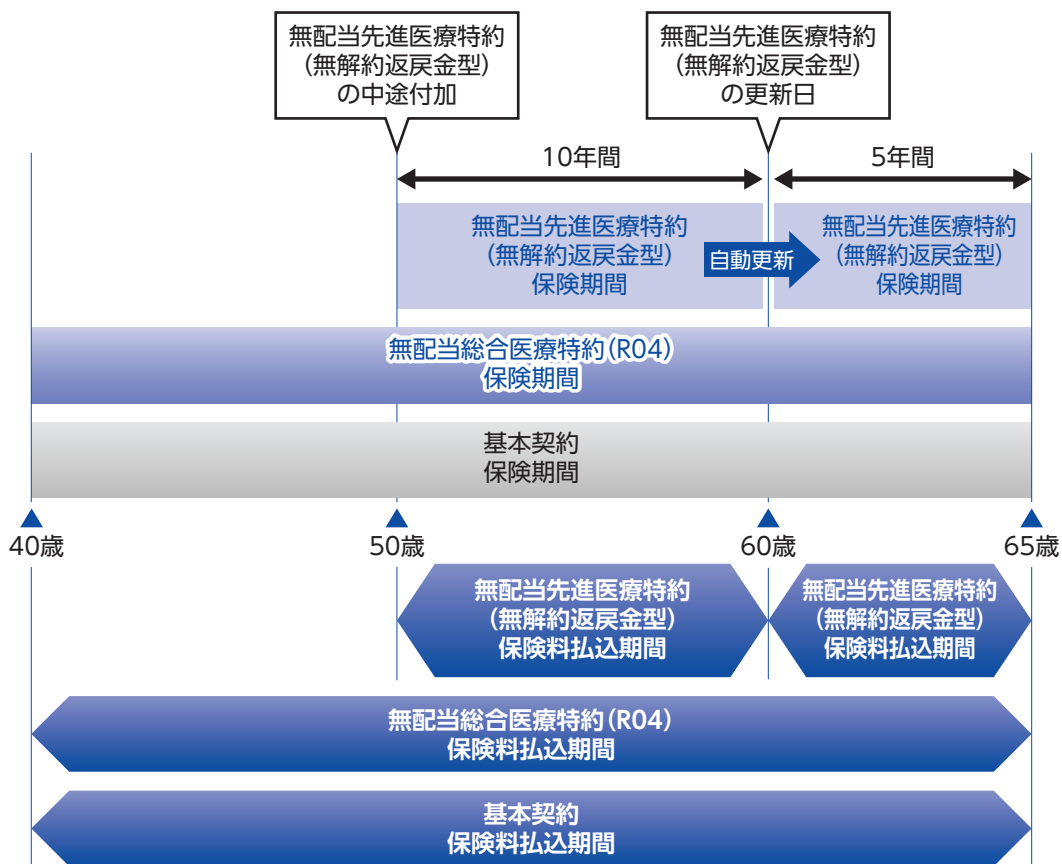 無配当先進医療特約
(無解約返戻金型)
の中途付加
無配当先進医療特約
(無解約返戻金型)
の更新日
10年間
5年間
無配当先進医療特約
(無解約返戻金型)
保険期間
自動更新
無配当先進医療特約
(無解約返戻金型)
保険期間
無配当総合医療特約(R04)
保険期間
基本契約
保険期間
40歳
50歳
60歳
65歳
無配当先進医療特約
(無解約返戻金型)
保険料払込期間
無配当先進医療特約
(無解約返戻金型)
保険料払込期間
無配当総合医療特約(R04)
保険料払込期間
基本契約
保険料払込期間